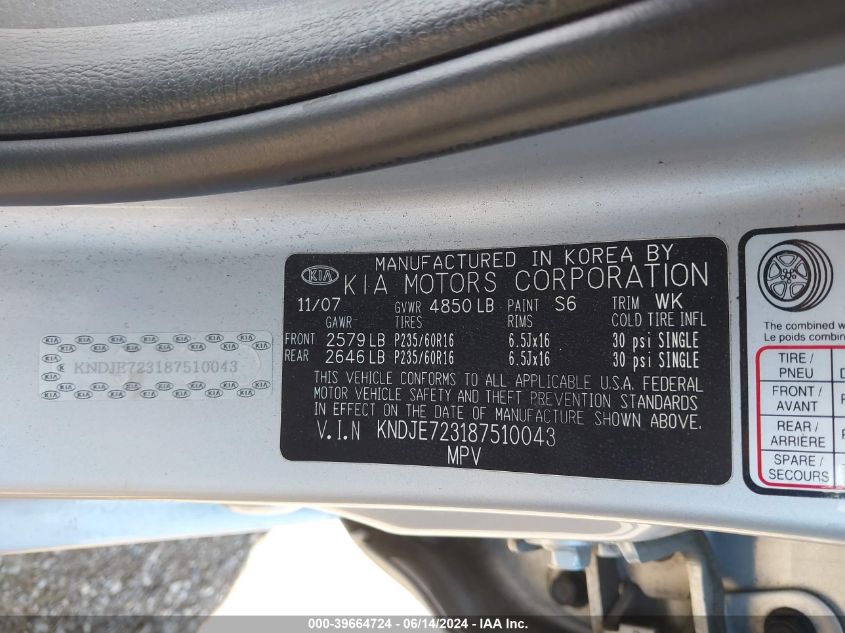 MANUFACTURED IN KOREA BY
KIA KIA MOTORS CORPORATION
11/07 GVWR 4850 LB PAINT S6 TRIM WK
GAWR TIRES RIMS COLD TIRE INFL
FRONT 2579 LB P235/60R16 6.5Jx16 30 psi SINGLE
REAR 2646 LB P235/60R16 6.5Jx16 30 psi SINGLE
THIS VEHICLE CONFORMS TO ALL APPLICABLE U.S.A. FEDERAL
MOTOR VEHICLE SAFETY AND THEFT PREVENTION STANDARDS
IN EFFECT ON THE DATE OF MANUFACTURE SHOWN ABOVE.
V.I.N KNDJE723187510043
MPV
KNDJE723187510043
The combined w
Le poids combiné
TIRE /
PNEU
FRONT /
AVANT
REAR /
ARRIÈRE
SPARE /
SECOURS
000-39664724 - 06/14/2024 - IAA Inc.